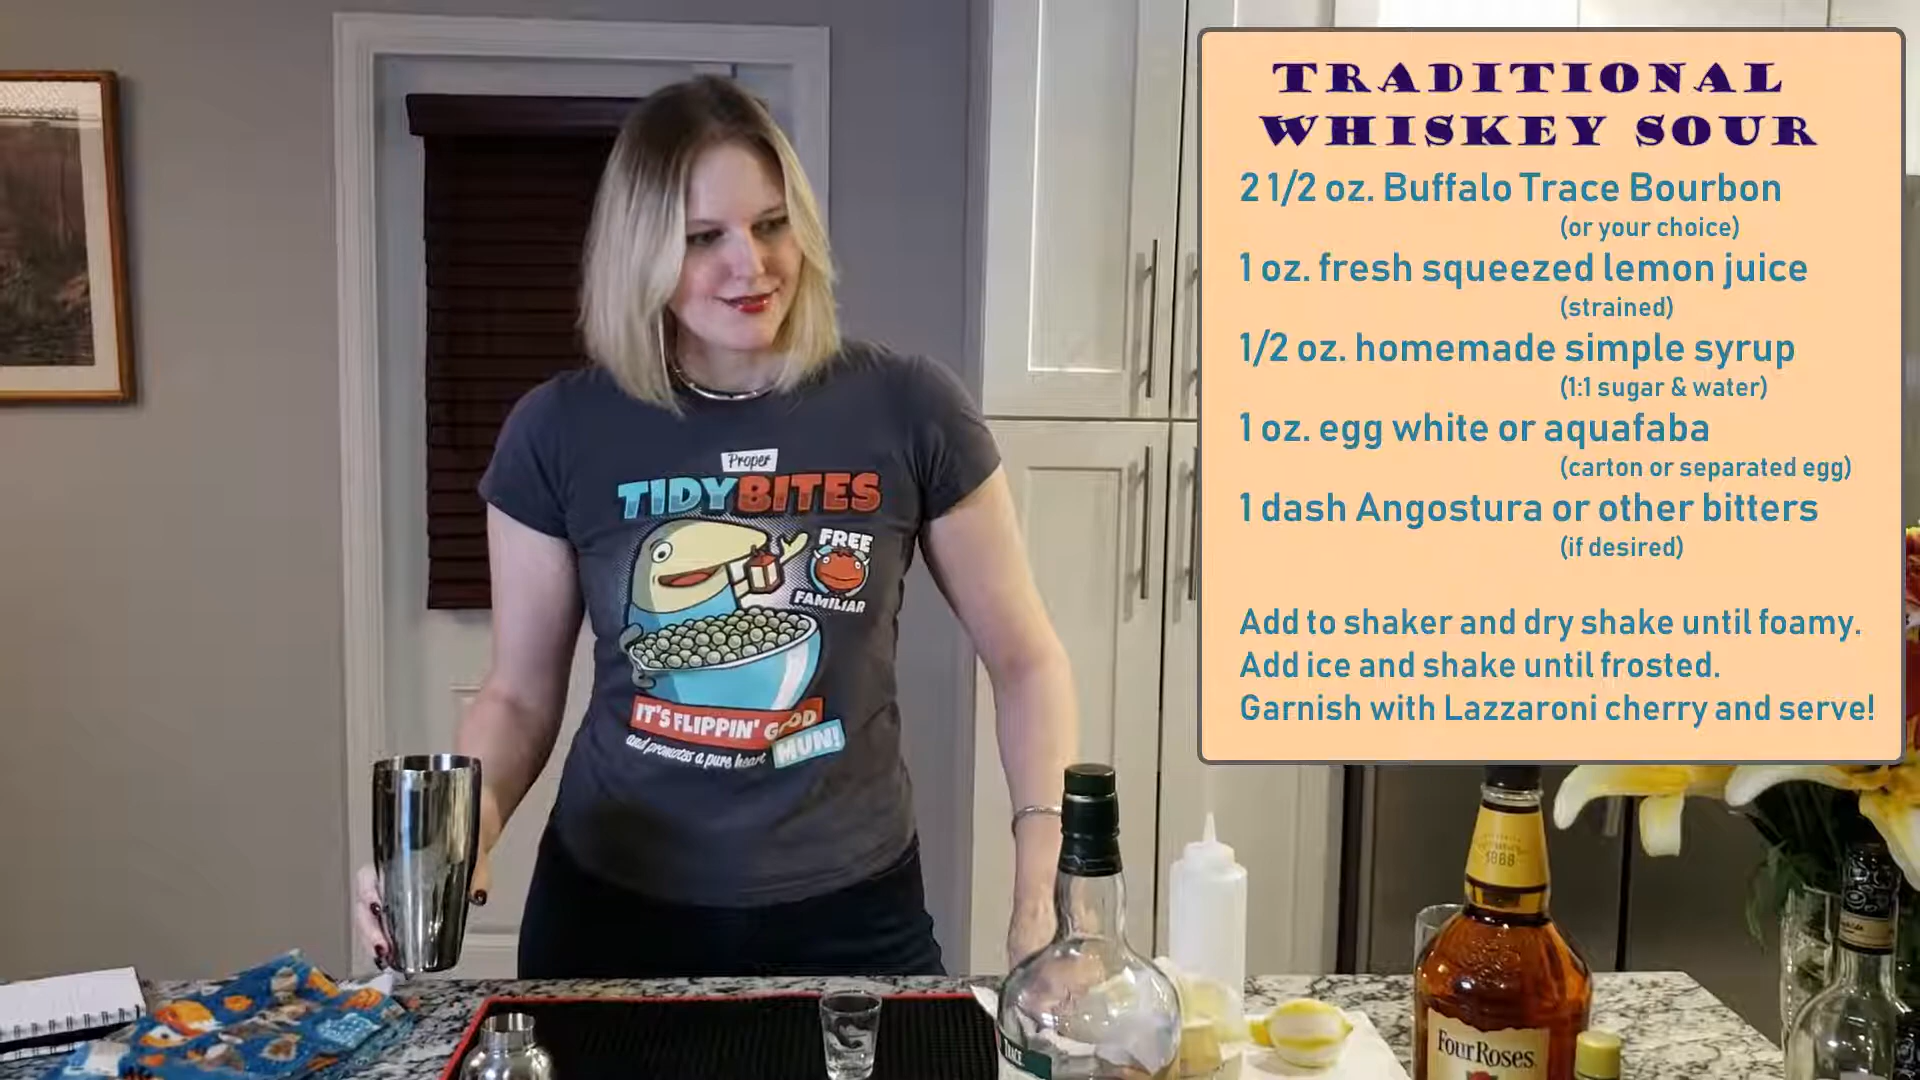 TRADITIONAL
WHISKEY SOUR
2 1/2 oz. Buffalo Trace Bourbon
(or your choice)
1 oz. fresh squeezed lemon juice
(strained)
1/2 oz. homemade simple syrup
(1:1 sugar & water)
1 oz. egg white or aquafaba
(carton or separated egg)
1 dash Angostura or other bitters
(if desired)
Add to shaker and dry shake until foamy.
Add ice and shake until frosted.
Garnish with Lazzaroni cherry and serve!
Proper
TIDYBITES
FREE
FAMILIAR
IT'S FLIPPIN' GOOD
MUN!
and promotes a pure heart
1888
TRACE
Four Roses